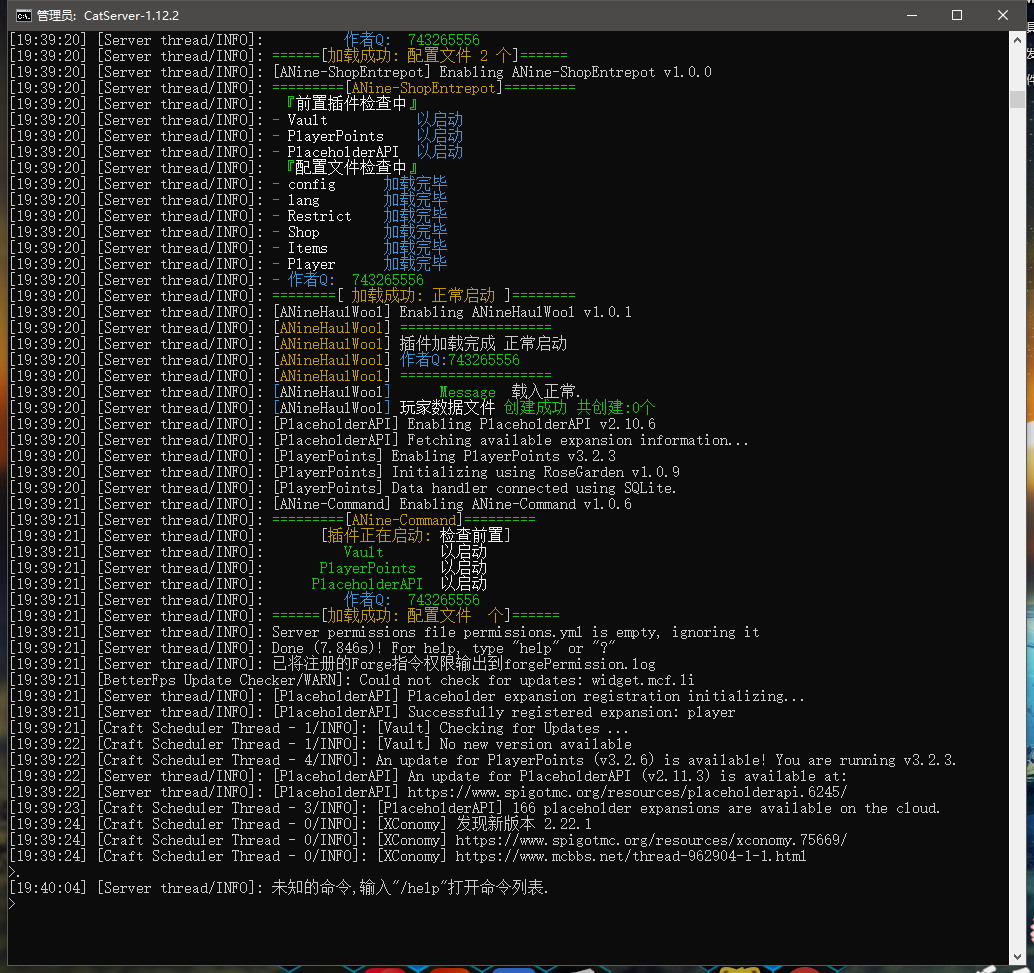 管理员: CatServer-1.12.2
[19:39:20] [Server thread/INFO]: 作者Q: 743265556
[19:39:20] [Server thread/INFO]: ======[加载成功: 配置文件 2 个]======
[19:39:20] [Server thread/INFO]: [ANine-ShopEntrepot] Enabling ANine-ShopEntrepot v1.0.0
[19:39:20] [Server thread/INFO]: =========[ANine-ShopEntrepot]=========
[19:39:20] [Server thread/INFO]: 『前置插件检查中』
[19:39:20] [Server thread/INFO]: - Vault 以启动
[19:39:20] [Server thread/INFO]: - PlayerPoints 以启动
[19:39:20] [Server thread/INFO]: - PlaceholderAPI 以启动
[19:39:20] [Server thread/INFO]: 『配置文件检查中』
[19:39:20] [Server thread/INFO]: - config 加载完毕
[19:39:20] [Server thread/INFO]: - lang 加载完毕
[19:39:20] [Server thread/INFO]: - Restrict 加载完毕
[19:39:20] [Server thread/INFO]: - Shop 加载完毕
[19:39:20] [Server thread/INFO]: - Items 加载完毕
[19:39:20] [Server thread/INFO]: - Player 加载完毕
[19:39:20] [Server thread/INFO]: - 作者Q: 743265556
[19:39:20] [Server thread/INFO]: ========[ 加载成功: 正常启动 ]========
[19:39:20] [Server thread/INFO]: [ANineHaulWool] Enabling ANineHaulWool v1.0.1
[19:39:20] [Server thread/INFO]: [ANineHaulWool] ===================
[19:39:20] [Server thread/INFO]: [ANineHaulWool] 插件加载完成 正常启动
[19:39:20] [Server thread/INFO]: [ANineHaulWool] 作者Q:743265556
[19:39:20] [Server thread/INFO]: [ANineHaulWool] ===================
[19:39:20] [Server thread/INFO]: [ANineHaulWool] Message 载入正常.
[19:39:20] [Server thread/INFO]: [ANineHaulWool] 玩家数据文件 创建成功 共创建:0个
[19:39:20] [Server thread/INFO]: [PlaceholderAPI] Enabling PlaceholderAPI v2.10.6
[19:39:20] [Server thread/INFO]: [PlaceholderAPI] Fetching available expansion information...
[19:39:20] [Server thread/INFO]: [PlayerPoints] Enabling PlayerPoints v3.2.3
[19:39:20] [Server thread/INFO]: [PlayerPoints] Initializing using RoseGarden v1.0.9
[19:39:20] [Server thread/INFO]: [PlayerPoints] Data handler connected using SQLite.
[19:39:21] [Server thread/INFO]: [ANine-Command] Enabling ANine-Command v1.0.6
[19:39:21] [Server thread/INFO]: =========[ANine-Command]=========
[19:39:21] [Server thread/INFO]: [插件正在启动: 检查前置]
[19:39:21] [Server thread/INFO]: Vault 以启动
[19:39:21] [Server thread/INFO]: PlayerPoints 以启动
[19:39:21] [Server thread/INFO]: PlaceholderAPI 以启动
[19:39:21] [Server thread/INFO]: 作者Q: 743265556
[19:39:21] [Server thread/INFO]: ======[加载成功: 配置文件 个]======
[19:39:21] [Server thread/INFO]: Server permissions file permissions.yml is empty, ignoring it
[19:39:21] [Server thread/INFO]: Done (7.846s)! For help, type "help" or "?"
[19:39:21] [Server thread/INFO]: 已将注册的Forge指令权限输出到forgePermission.log
[19:39:21] [BetterFps Update Checker/WARN]: Could not check for updates: widget.mcf.li
[19:39:21] [Server thread/INFO]: [PlaceholderAPI] Placeholder expansion registration initializing...
[19:39:21] [Server thread/INFO]: [PlaceholderAPI] Successfully registered expansion: player
[19:39:21] [Craft Scheduler Thread - 1/INFO]: [Vault] Checking for Updates ...
[19:39:22] [Craft Scheduler Thread - 1/INFO]: [Vault] No new version available
[19:39:22] [Craft Scheduler Thread - 4/INFO]: An update for PlayerPoints (v3.2.6) is available! You are running v3.2.3.
[19:39:22] [Server thread/INFO]: [PlaceholderAPI] An update for PlaceholderAPI (v2.11.3) is available at:
[19:39:22] [Server thread/INFO]: [PlaceholderAPI] https://www.spigotmc.org/resources/placeholderapi.6245/
[19:39:23] [Craft Scheduler Thread - 3/INFO]: [PlaceholderAPI] 166 placeholder expansions are available on the cloud.
[19:39:24] [Craft Scheduler Thread - 0/INFO]: [XConomy] 发现新版本 2.22.1
[19:39:24] [Craft Scheduler Thread - 0/INFO]: [XConomy] https://www.spigotmc.org/resources/xconomy.75669/
[19:39:24] [Craft Scheduler Thread - 0/INFO]: [XConomy] https://www.mcbbs.net/thread-962904-1-1.html
>.
[19:40:04] [Server thread/INFO]: 未知的命令,输入"/help"打开命令列表.
>